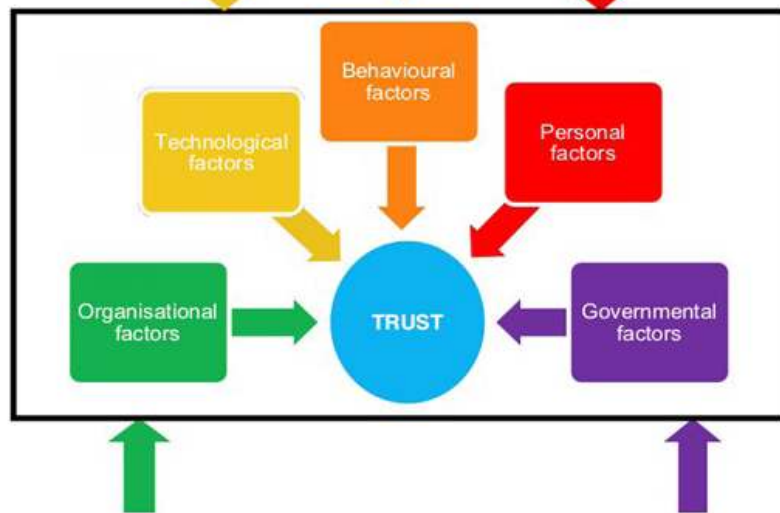 Behavioural
factors
Technological
factors
Personal
factors
Organisational
factors
TRUST
Governmental
factors